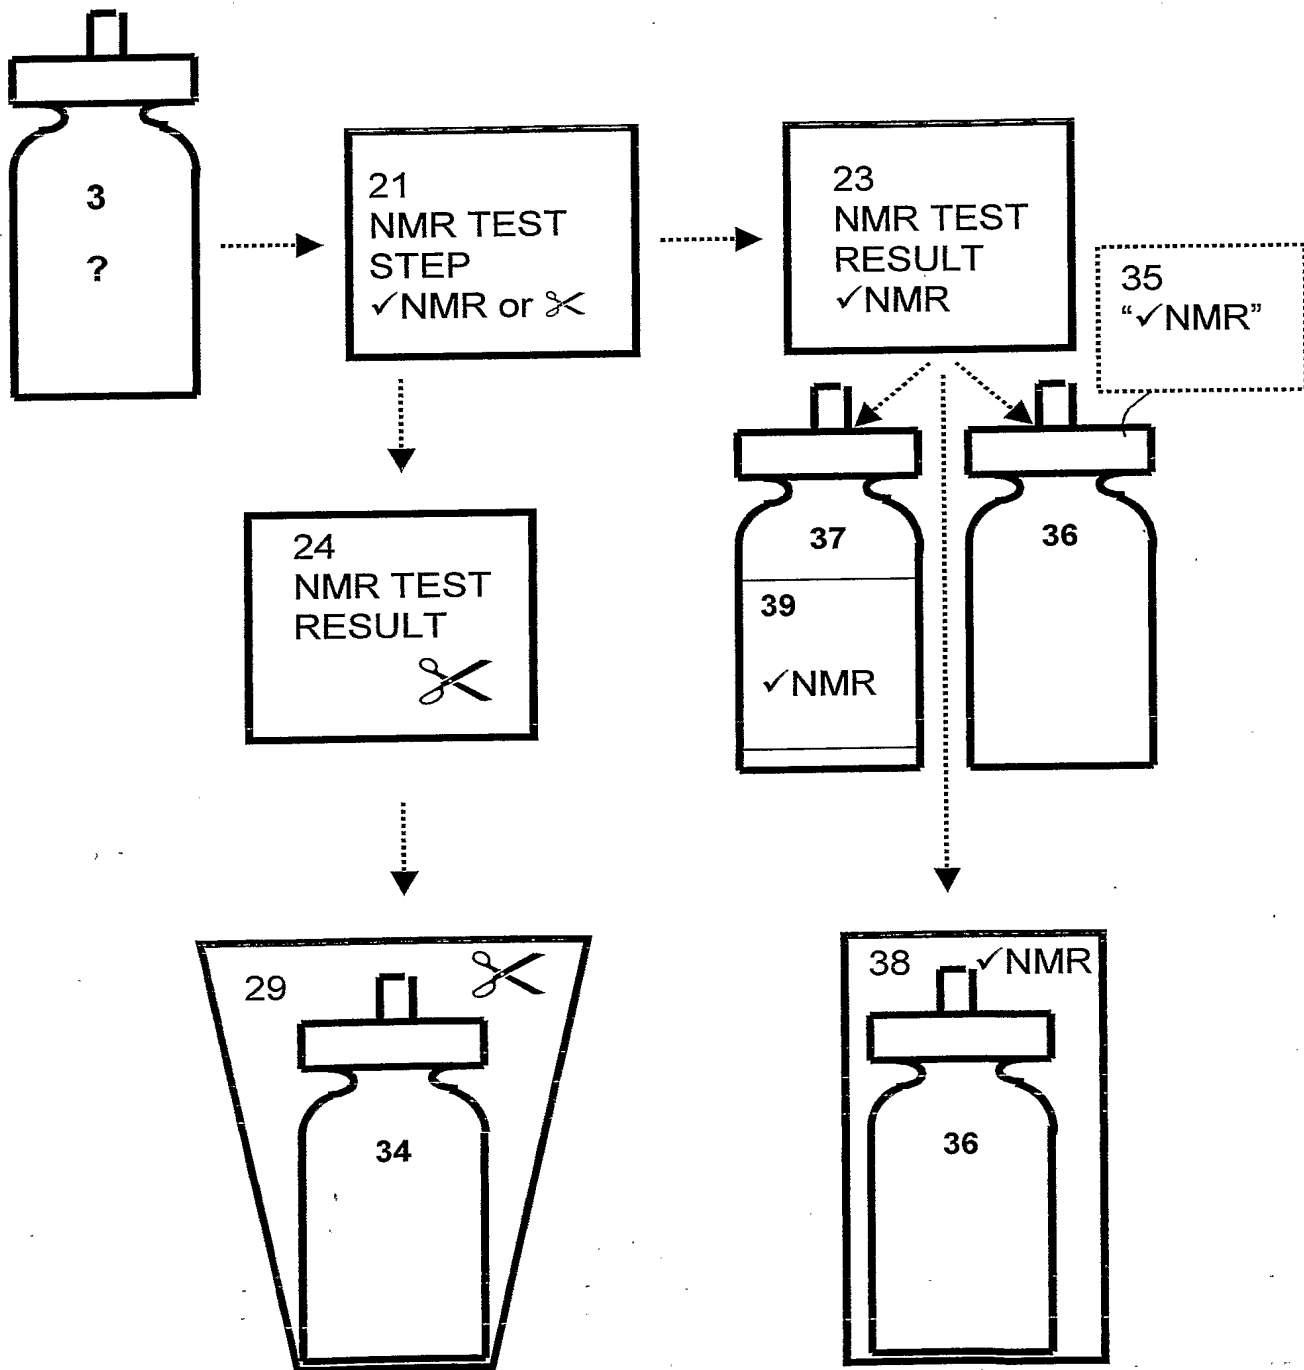 3
?
21
NMR TEST
STEP
✓NMR or ✂
23
NMR TEST
RESULT
✓NMR
35
“✓NMR”
24
NMR TEST
RESULT
✂
37
39
✓NMR
36
29 ✂
34
38 ✓NMR
36